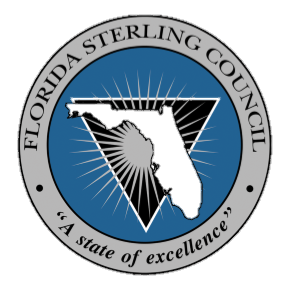 FLORIDA STERLING COUNCIL
"A state of excellence"